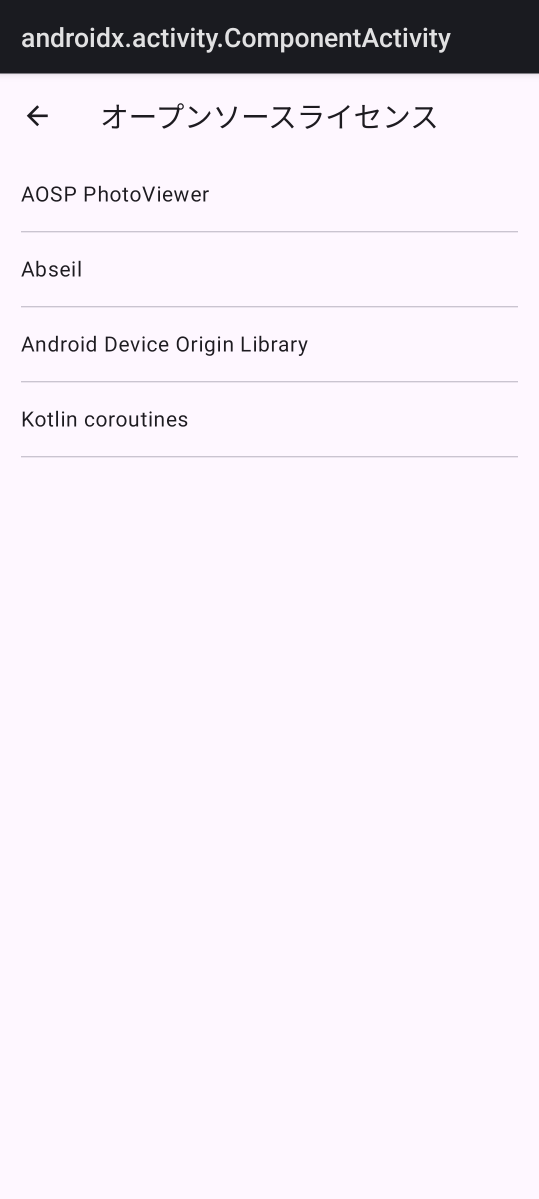 androidx.activity.ComponentActivity
オープンソースライセンス
AOSP PhotoViewer
Abseil
Android Device Origin Library
Kotlin coroutines